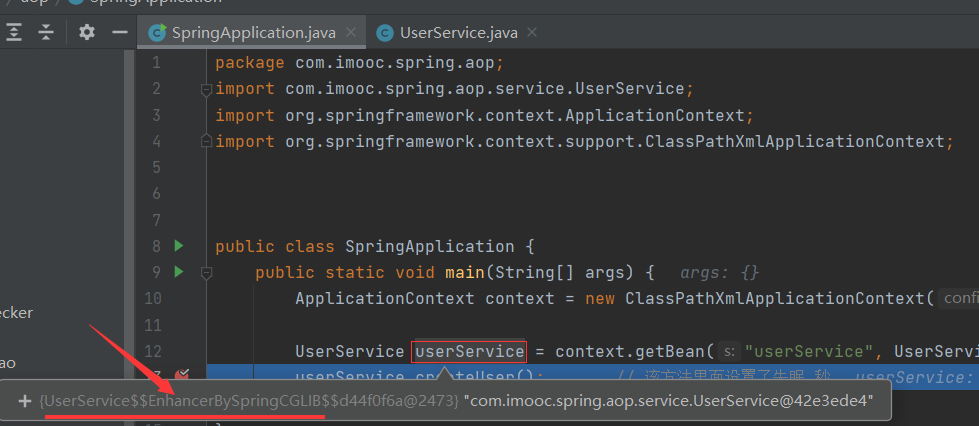 aop SpringApplication
SpringApplication.java UserService.java
1 package com.imooc.spring.aop;
2 import com.imooc.spring.aop.service.UserService;
3 import org.springframework.context.ApplicationContext;
4 import org.springframework.context.support.ClassPathXmlApplicationContext;
5
6
7
8 public class SpringApplication {
9 public static void main(String[] args) { args: {}
10 ApplicationContext context = new ClassPathXmlApplicationContext(
11
ecker
12 UserService userService = context.getBean( s: "userService", UserServi
ao
userService.createUser(); // 该方法里面设置了失眠 秒 userService:
+ {UserService$$EnhancerBySpringCGLIB$$d44f0f6a@2473} "com.imooc.spring.aop.service.UserService@42e3ede4"